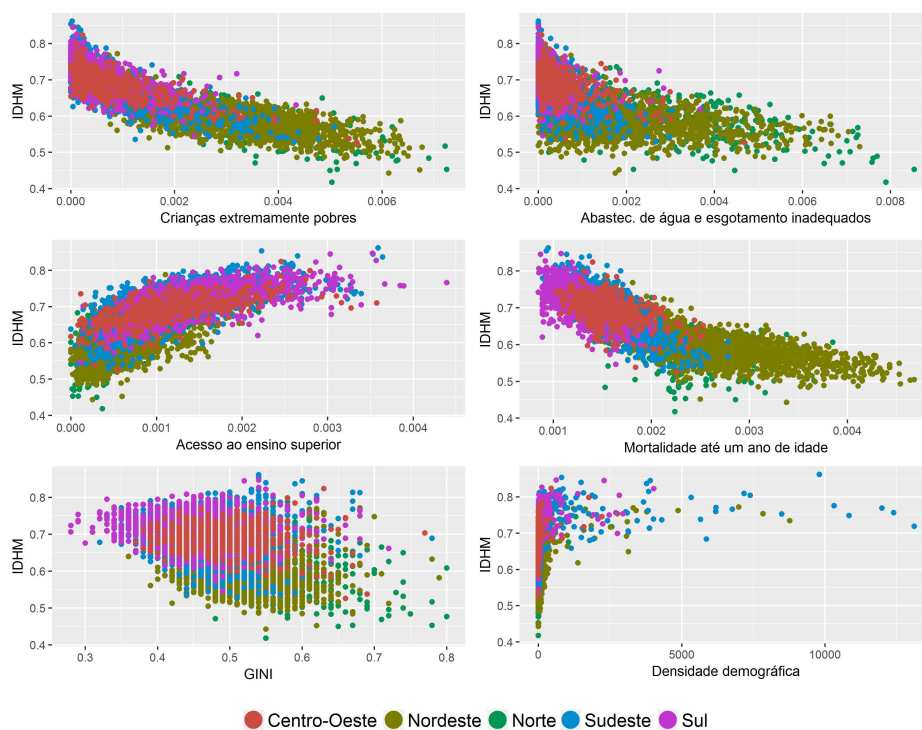 IDHM
0.8
0.7
0.6
0.5
0.4
0.000 0.002 0.004 0.006
Crianças extremamente pobres
IDHM
0.8
0.7
0.6
0.5
0.4
0.000 0.002 0.004 0.006 0.008
Abastec. de água e esgotamento inadequados
IDHM
0.8
0.7
0.6
0.5
0.4
0.000 0.001 0.002 0.003 0.004
Acesso ao ensino superior
IDHM
0.8
0.7
0.6
0.5
0.4
0.001 0.002 0.003 0.004
Mortalidade até um ano de idade
IDHM
0.8
0.7
0.6
0.5
0.4
0.3 0.4 0.5 0.6 0.7 0.8
GINI
IDHM
0.8
0.7
0.6
0.5
0.4
0 5000 10000
Densidade demográfica
Centro-Oeste Nordeste Norte Sudeste Sul